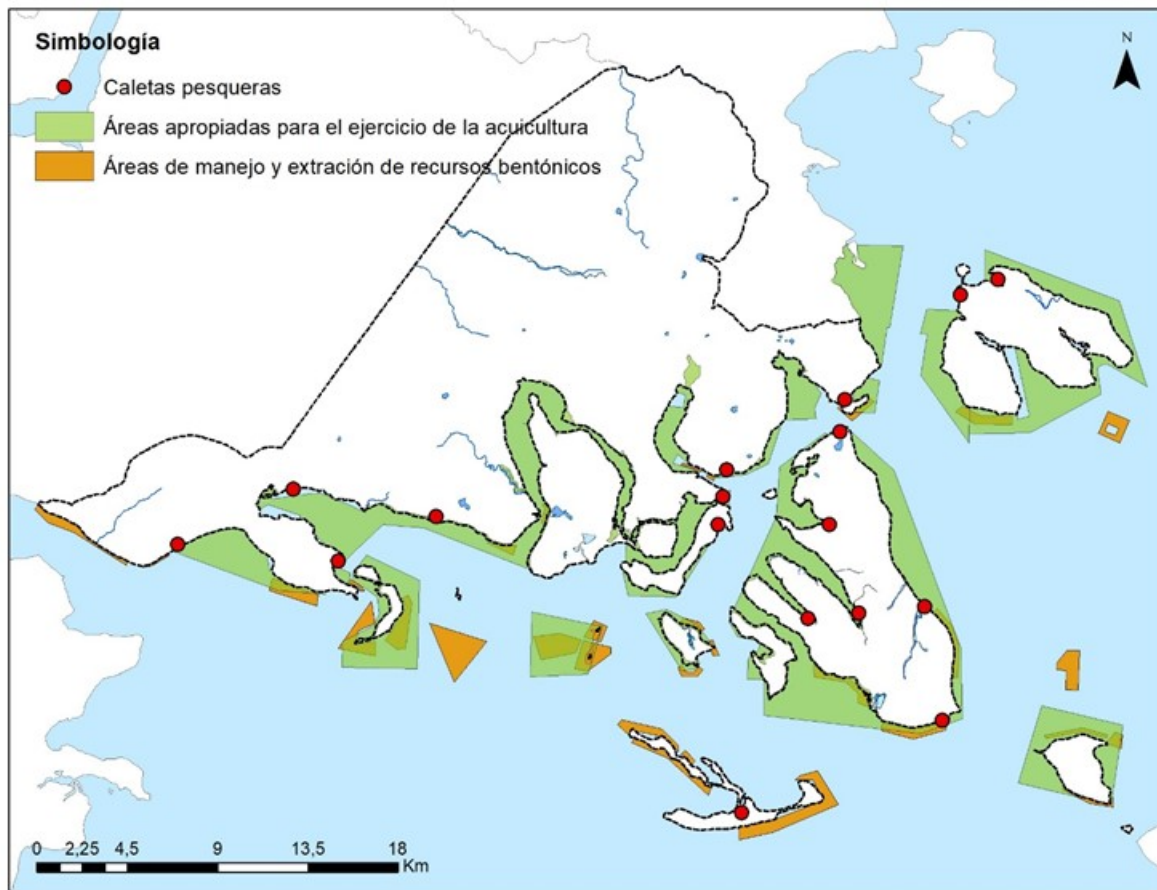 Simbología
N
Caletas pesqueras
Áreas apropiadas para el ejercicio de la acuicultura
Áreas de manejo y extración de recursos bentónicos
0 2,25 4,5 9 13,5 18
Km